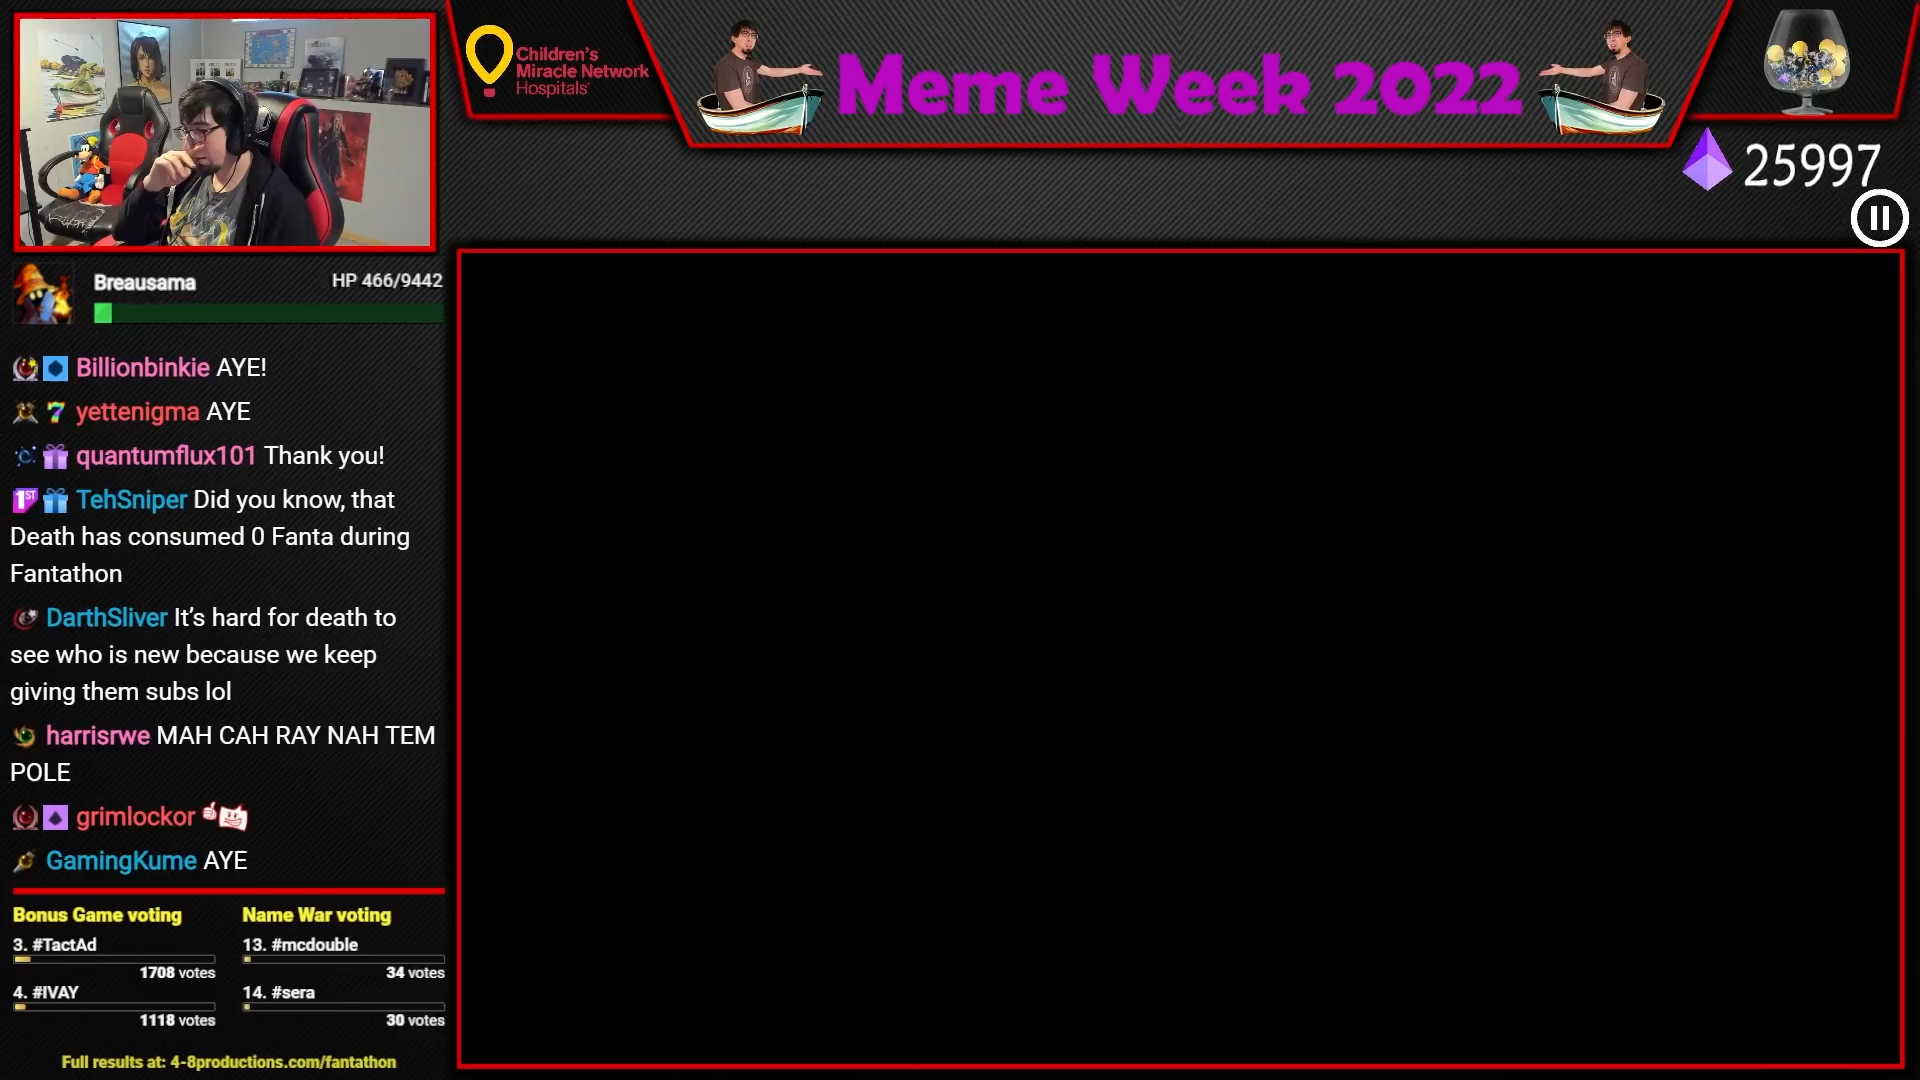 Children's
Miracle Network
Hospitals
Meme Week 2022
25997
Breausama
HP 466/9442
Billionbinkie AYE!
yettenigma AYE
quantumflux101 Thank you!
TehSniper Did you know, that
Death has consumed 0 Fanta during
Fantathon
DarthSliver It’s hard for death to
see who is new because we keep
giving them subs lol
harrisrwe MAH CAH RAY NAH TEM
POLE
grimlockor
GamingKume AYE
Bonus Game voting
3. #TactAd
1708 votes
4. #IVAY
1118 votes
Name War voting
13. #mcdouble
34 votes
14. #sera
30 votes
Full results at: 4-8productions.com/fantathon